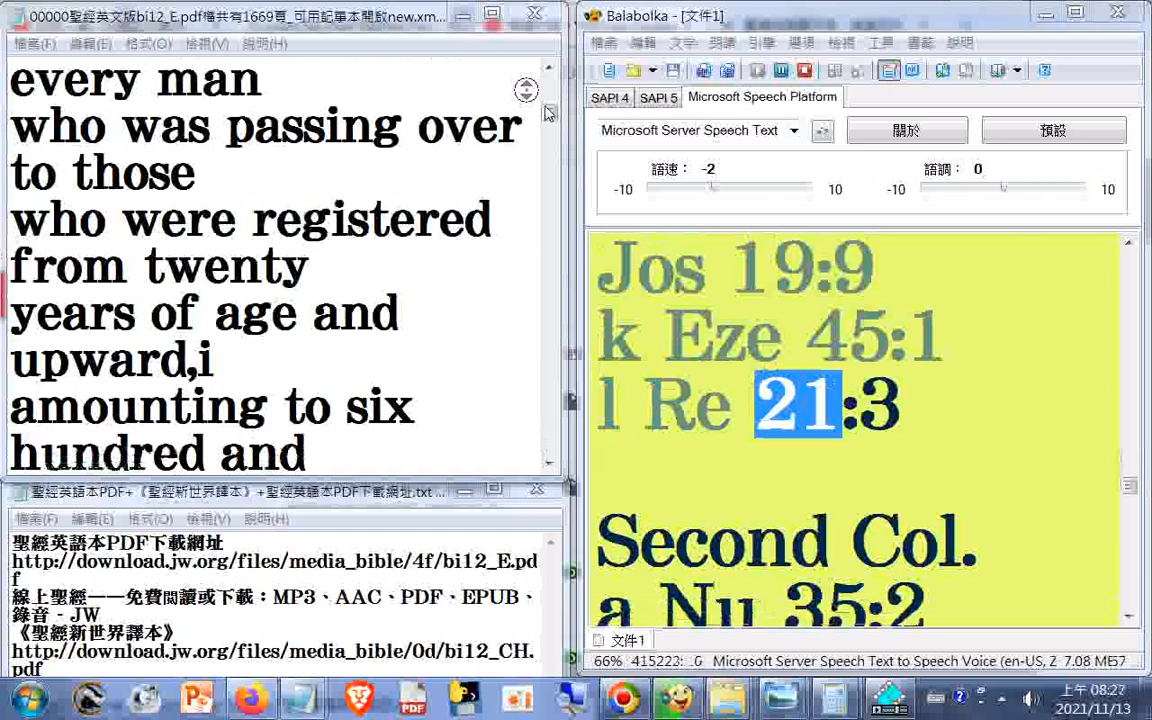 00000聖經英文版bi12_E.pdf檔共有1669頁_可用記事本開啟new.xm...
檔案(F) 編輯(E) 格式(O) 檢視(V) 說明(H)
every man
who was passing over
to those
who were registered
from twenty
years of age and
upward,i
amounting to six
hundred and
聖經英語本PDF+《聖經新世界譯本》+聖經英語本PDF下載網址.txt ...
檔案(F) 編輯(E) 格式(O) 檢視(V) 說明(H)
聖經英語本PDF下載網址
http://download.jw.org/files/media_bible/4f/bi12_E.pd
f
線上聖經──免費閱讀或下載：MP3、AAC、PDF、EPUB、
錄音 - JW
《聖經新世界譯本》
http://download.jw.org/files/media_bible/0d/bi12_CH.
pdf
Balabolka - [文件1]
檔案 編輯 文字 朗讀 引擎 選項 檢視 工具 書籤 說明
SAPI 4 SAPI 5 Microsoft Speech Platform
Microsoft Server Speech Text 關於 預設
語速： -2 語調： 0
-10 10 -10 10
Jos 19:9
k Eze 45:1
l Re 21:3
Second Col.
a Nu 35:2
文件1
66% Microsoft Server Speech Text to Speech Voice (en-US, Z 7.08 MB
上午 08:27
2021/11/13